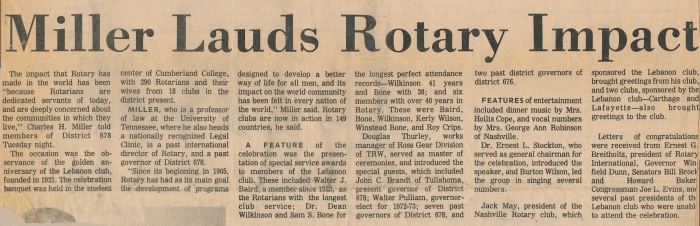 Miller Lauds Rotary Impact
The impact that Rotary has
made in the world has been
"because Rotarians are
dedicated servants of today,
and are deeply concerned about
the communities in which they
live," Charles H. Miller told
members of District 678
Tuesday night.
The occasion was the ob-
servance of the golden an-
niversary of the Lebanon club,
founded in 1921. The celebration
banquet was held in the student
center of Cumberland College,
with 290 Rotarians and their
wives from 18 clubs in the
district present.
MILLER, who is a professor
of law at the University of
Tennessee, where he also heads
a nationally recognized Legal
Clinic, is a past international
director of Rotary, and a past
governor of District 678.
"Since its beginning in 1905,
Rotary has had as its main goal
the development of programs
designed to develop a better
way of life for all men, and its
impact on the world community
has been felt in every nation of
the world," Miller said. Rotary
clubs are now in action in 149
countries, he said.
A FEATURE of the
celebration was the presen-
tation of special service awards
to members of the Lebanon
club. These included Walter J.
Baird, a member since 1923, as
the Rotarians with the longest
club service; Dr. Dean
Wilkinson and Sam S. Bone for
the longest perfect attendance
records—Wilkinson 41 years
and Bone with 38; and six
members with over 40 years in
Rotary. These were Baird,
Bone, Wilkinson, Kerly Wilson,
Winstead Bone, and Roy Crips.
Douglas Thurley, works
manager of Ross Gear Division
of TRW, served as master of
ceremonies, and introduced the
special guests, which included
John C. Brandt of Tullahoma,
present governor of District
678; Walter Pulliam, governor-
elect for 1972-73; seven past
governors of District 678, and
two past district governors of
district 676.
FEATURES of entertainment
included dinner music by Mrs.
Hollis Cope, and vocal numbers
by Mrs. George Ann Robinson
of Nashville.
Dr. Ernest L. Stockton, who
served as general chairman for
the celebration, introduced the
speaker, and Burton Wilson, led
the group in singing several
numbers.
Jack May, president of the
Nashville Rotary club, which
sponsored the Lebanon club,
brought greetings from his club,
and two clubs, sponsored by the
Lebanon club—Carthage and
Lafayette—also brought
greetings to the club.
Letters of congratulations
were received from Ernest G.
Breitholtz, president of Rotary
International, Governor Win
field Dunn, Senators Bill Brock
and Howard Baker
Congressman Joe L. Evins, an
several past presidents of th
Lebanon club who were unabl
to attend the celebration.